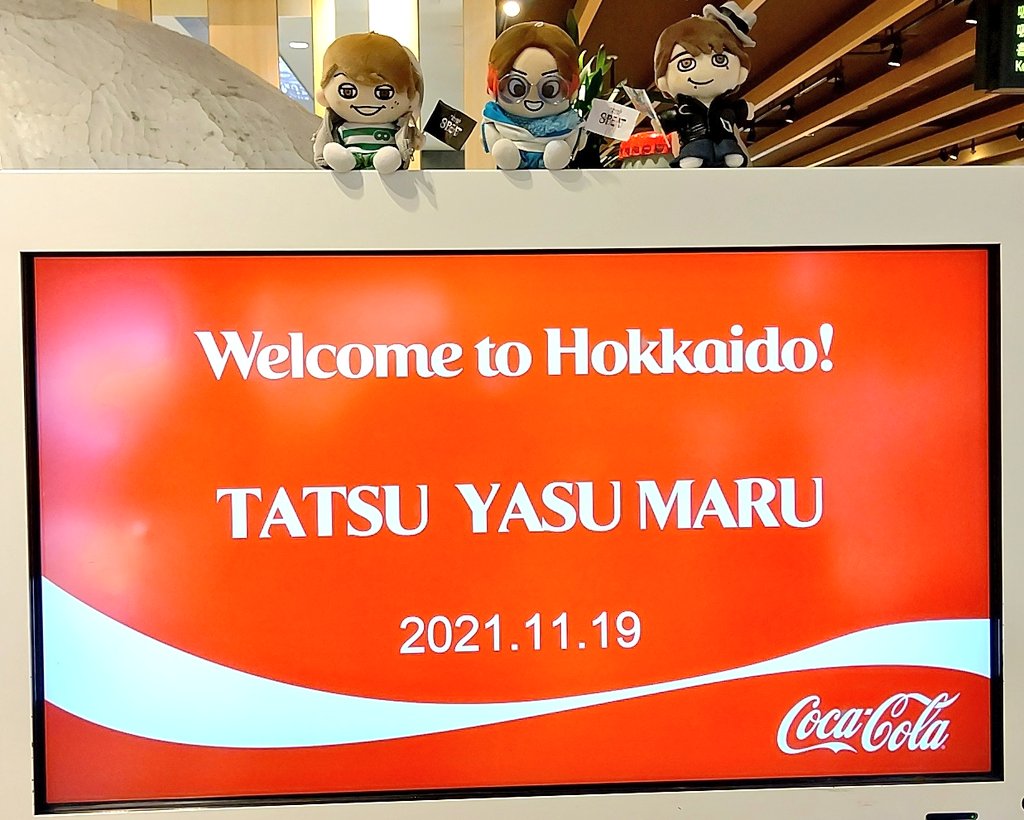 Welcome to Hokkaido!
TATSU YASU MARU
2021.11.19
Coca-Cola